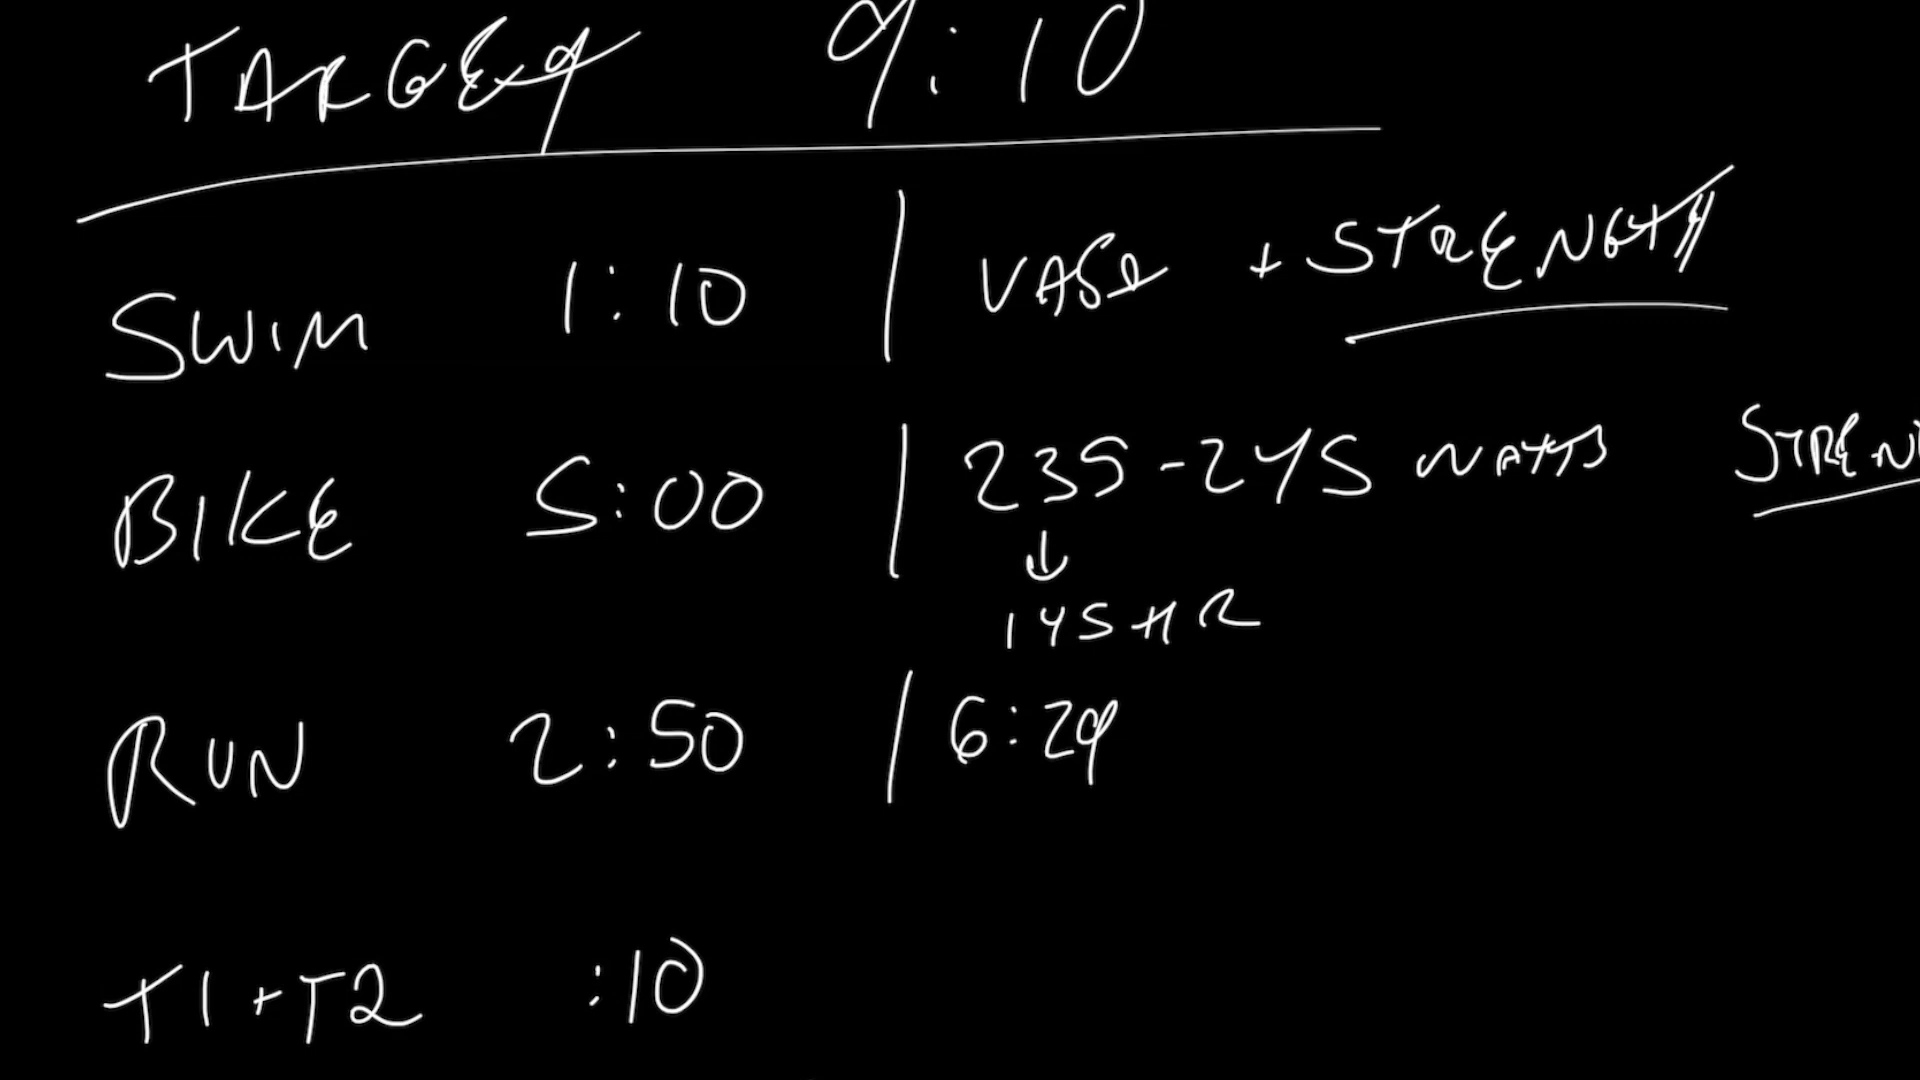 TARGET 9:10
SWIM 1:10 | VASA + STRENGTH
BIKE 5:00 | 235-245 WATTS STREN
↓
145 HR
RUN 2:50 | 6:29
T1+T2 :10